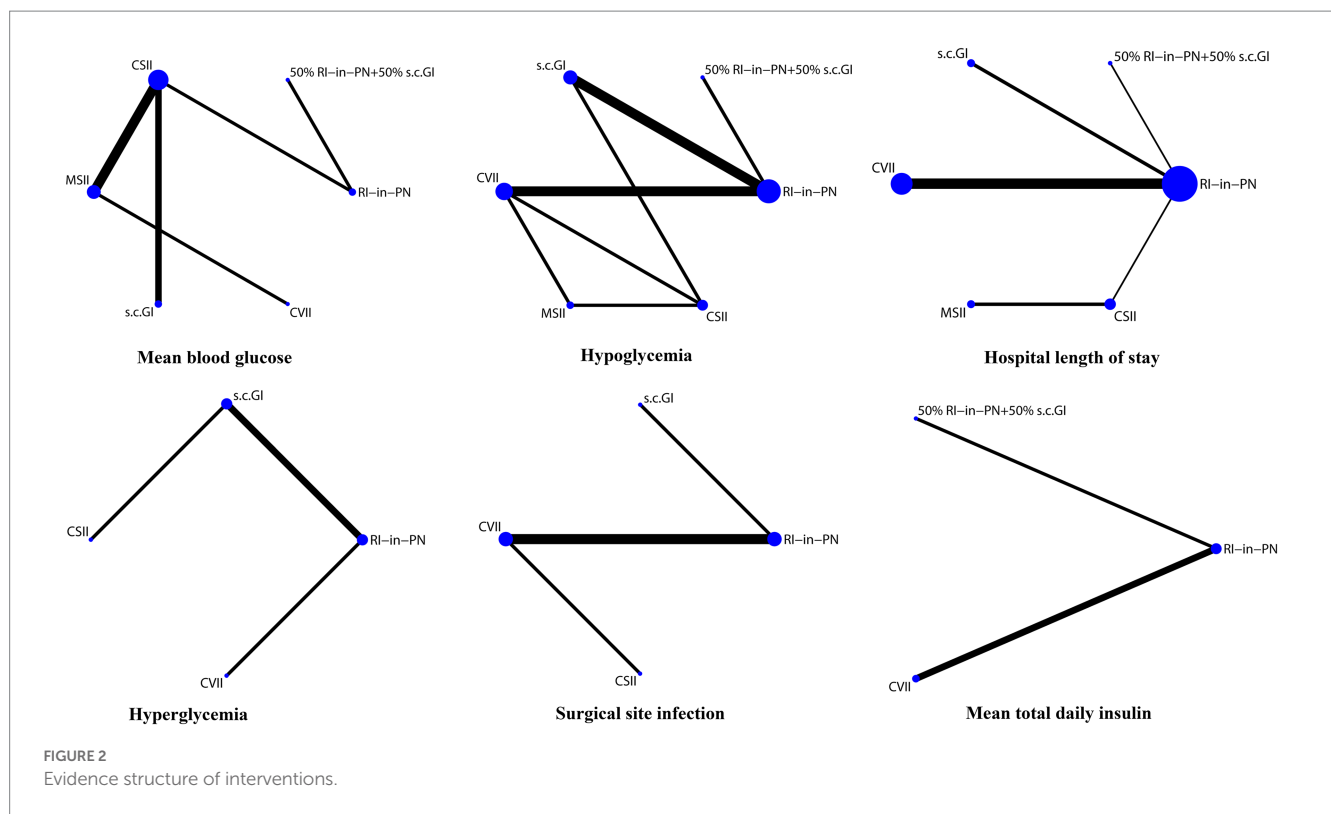 CSII
50% RI−in−PN+50% s.c.GI
MSII
RI−in−PN
s.c.GI
CVII
Mean blood glucose
s.c.GI
50% RI−in−PN+50% s.c.GI
CVII
RI−in−PN
MSII
CSII
Hypoglycemia
s.c.GI
50% RI−in−PN+50% s.c.GI
CVII
RI−in−PN
MSII
CSII
Hospital length of stay
s.c.GI
CSII
RI−in−PN
CVII
Hyperglycemia
s.c.GI
CVII
RI−in−PN
CSII
Surgical site infection
50% RI−in−PN+50% s.c.GI
RI−in−PN
CVII
Mean total daily insulin
FIGURE 2
Evidence structure of interventions.